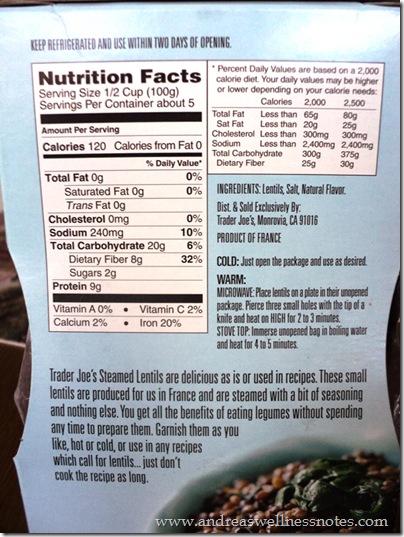 KEEP REFRIGERATED AND USE WITHIN TWO DAYS OF OPENING.
Nutrition Facts
Serving Size 1/2 Cup (100g)
Servings Per Container about 5
Amount Per Serving
Calories 120 Calories from Fat 0
% Daily Value*
Total Fat 0g 0%
Saturated Fat 0g 0%
Trans Fat 0g
Cholesterol 0mg 0%
Sodium 240mg 10%
Total Carbohydrate 20g 6%
Dietary Fiber 8g 32%
Sugars 2g
Protein 9g
Vitamin A 0% • Vitamin C 2%
Calcium 2% • Iron 20%
* Percent Daily Values are based on a 2,000
calorie diet. Your daily values may be higher
or lower depending on your calorie needs:
Calories 2,000 2,500
Total Fat Less than 65g 80g
Sat Fat Less than 20g 25g
Cholesterol Less than 300mg 300mg
Sodium Less than 2,400mg 2,400mg
Total Carbohydrate 300g 375g
Dietary Fiber 25g 30g
INGREDIENTS: Lentils, Salt, Natural Flavor.
Dist. & Sold Exclusively By:
Trader Joe's, Monrovia, CA 91016
PRODUCT OF FRANCE
COLD: Just open the package and use as desired.
WARM:
MICROWAVE: Place lentils on a plate in their unopened
package. Pierce three small holes with the tip of a
knife and heat on HIGH for 2 to 3 minutes.
STOVE TOP: Immerse unopened bag in boiling water
and heat for 4 to 5 minutes.
Trader Joe's Steamed Lentils are delicious as is or used in recipes. These small
lentils are produced for us in France and are steamed with a bit of seasoning
and nothing else. You get all the benefits of eating legumes without spending
any time to prepare them. Garnish them as you
like, hot or cold, or use in any recipes
which call for lentils... just don't
cook the recipe as long.
www.andreaswellnessnotes.com